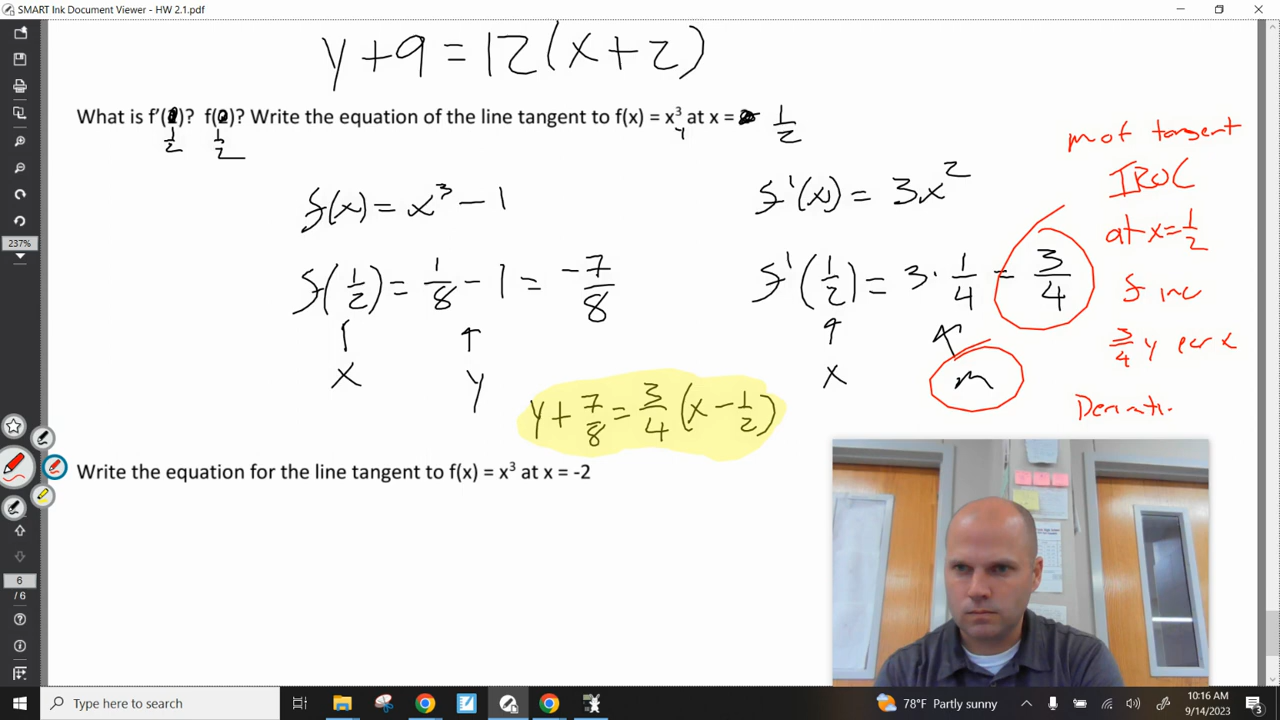 SMART Ink Document Viewer - HW 2.1.pdf
y + 9 = 12(x + 2)
What is f'( )? f( )? Write the equation of the line tangent to f(x) = x³ at x = 1/2
1/2 1/2
m of tangent
IROC
at x = 1/2
f inc
3/4 y per x
Derivati
f(x) = x³ - 1
f'(x) = 3x²
f(1/2) = 1/8 - 1 = -7/8
f'(1/2) = 3 · 1/4 = 3/4
x y
x m
y + 7/8 = 3/4 (x - 1/2)
Write the equation for the line tangent to f(x) = x³ at x = -2
237%
6
/ 6
Type here to search
78°F Partly sunny
10:16 AM
9/14/2023
3